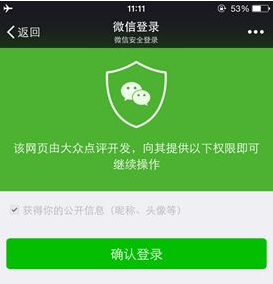 11:11
53%
微信登录
返回
微信安全登录
该网页由大众点评开发，向其提供以下权限即可
继续操作
获得你的公开信息（昵称、头像等）
确认登录